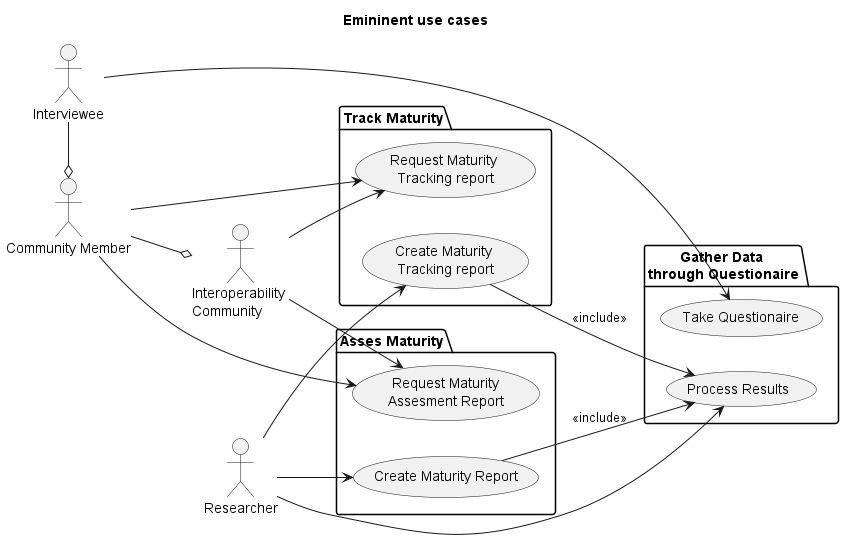 Emininent use cases
Interviewee
Track Maturity
Request Maturity
Tracking report
Community Member
Create Maturity
Tracking report
Interoperability
Community
Gather Data
through Questionaire
Take Questionaire
«include»
Asses Maturity
Request Maturity
Assesment Report
Process Results
«include»
Create Maturity Report
Researcher